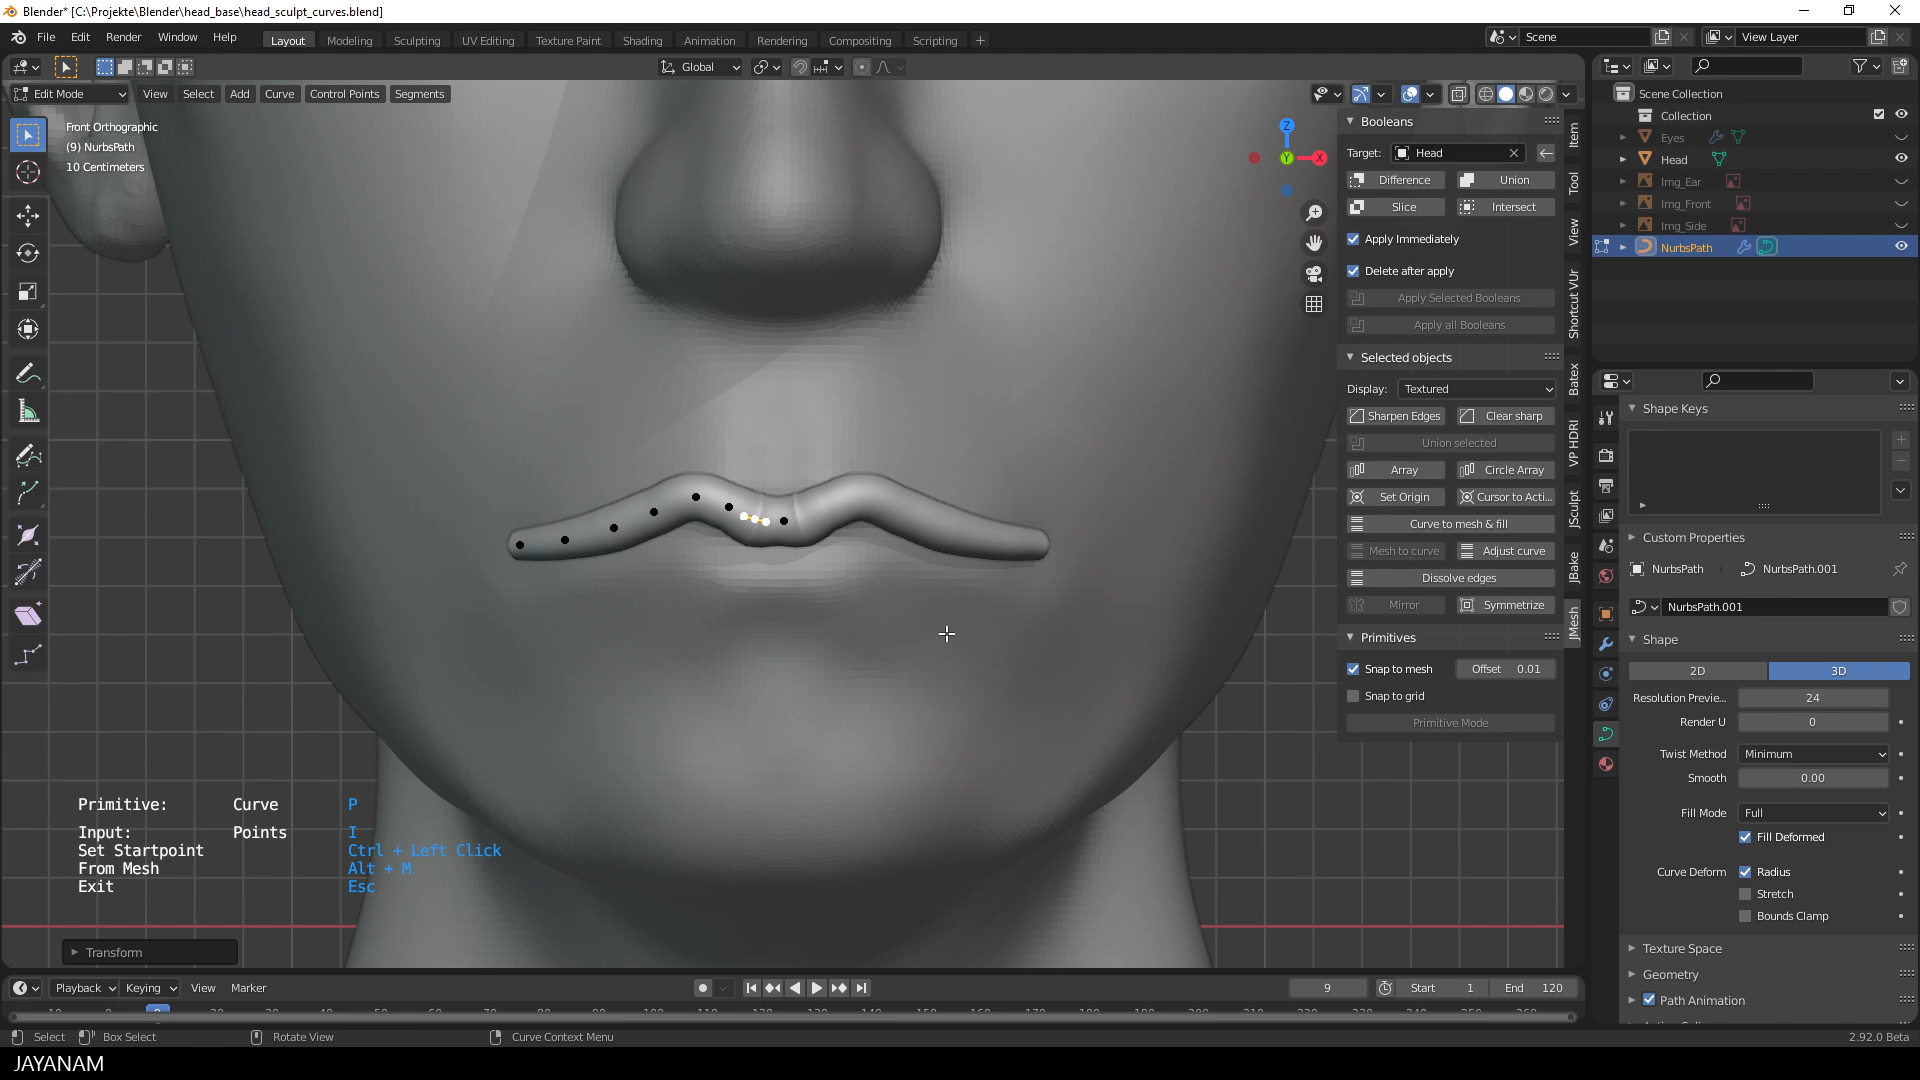 Blender* [C:\Projekte\Blender\head_base\head_sculpt_curves.blend]
File Edit Render Window Help Layout Modeling Sculpting UV Editing Texture Paint Shading Animation Rendering Compositing Scripting + Scene View Layer
Global
Edit Mode View Select Add Curve Control Points Segments
Front Orthographic
(9) NurbsPath
10 Centimeters
Z
Y
X
Primitive: Curve P
Input: Points I
Set Startpoint Ctrl + Left Click
From Mesh Alt + M
Exit Esc
Transform
Booleans
Target: Head
Difference Union
Slice Intersect
Apply Immediately
Delete after apply
Apply Selected Booleans
Apply all Booleans
Selected objects
Display: Textured
Sharpen Edges Clear sharp
Union selected
Array Circle Array
Set Origin Cursor to Acti...
Curve to mesh & fill
Mesh to curve Adjust curve
Dissolve edges
Mirror Symmetrize
Primitives
Snap to mesh Offset 0.01
Snap to grid
Primitive Mode
Item
Tool
View
Shortcut VUr
Batex
VP HDRI
JSculpt
JBake
JMesh
Scene Collection
Collection
Eyes
Head
Img_Ear
Img_Front
Img_Side
NurbsPath
Shape Keys
Custom Properties
NurbsPath NurbsPath.001
NurbsPath.001
Shape
2D 3D
Resolution Previe... 24
Render U 0
Twist Method Minimum
Smooth 0.00
Fill Mode Full
Fill Deformed
Curve Deform Radius
Stretch
Bounds Clamp
Texture Space
Geometry
Path Animation
Playback Keying View Marker 9 Start 1 End 120
Select Box Select Rotate View Curve Context Menu 2.92.0 Beta
JAYANAM